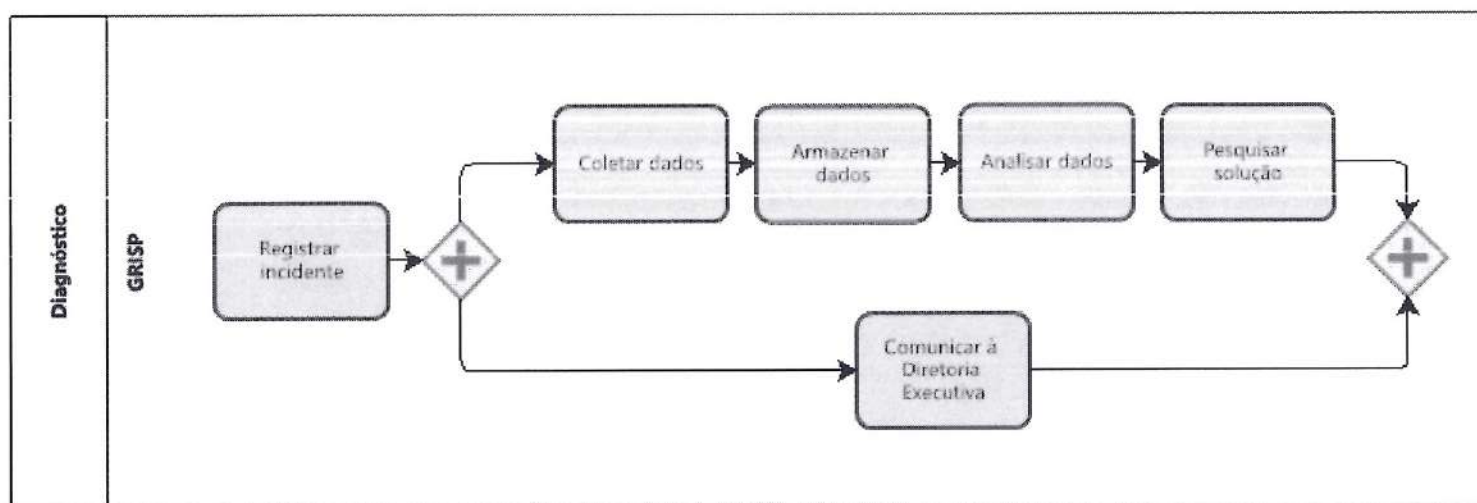 Diagnóstico
GRISP
Registrar
incidente
Coletar dados
Armazenar
dados
Analisar dados
Pesquisar
solução
Comunicar à
Diretoria
Executiva